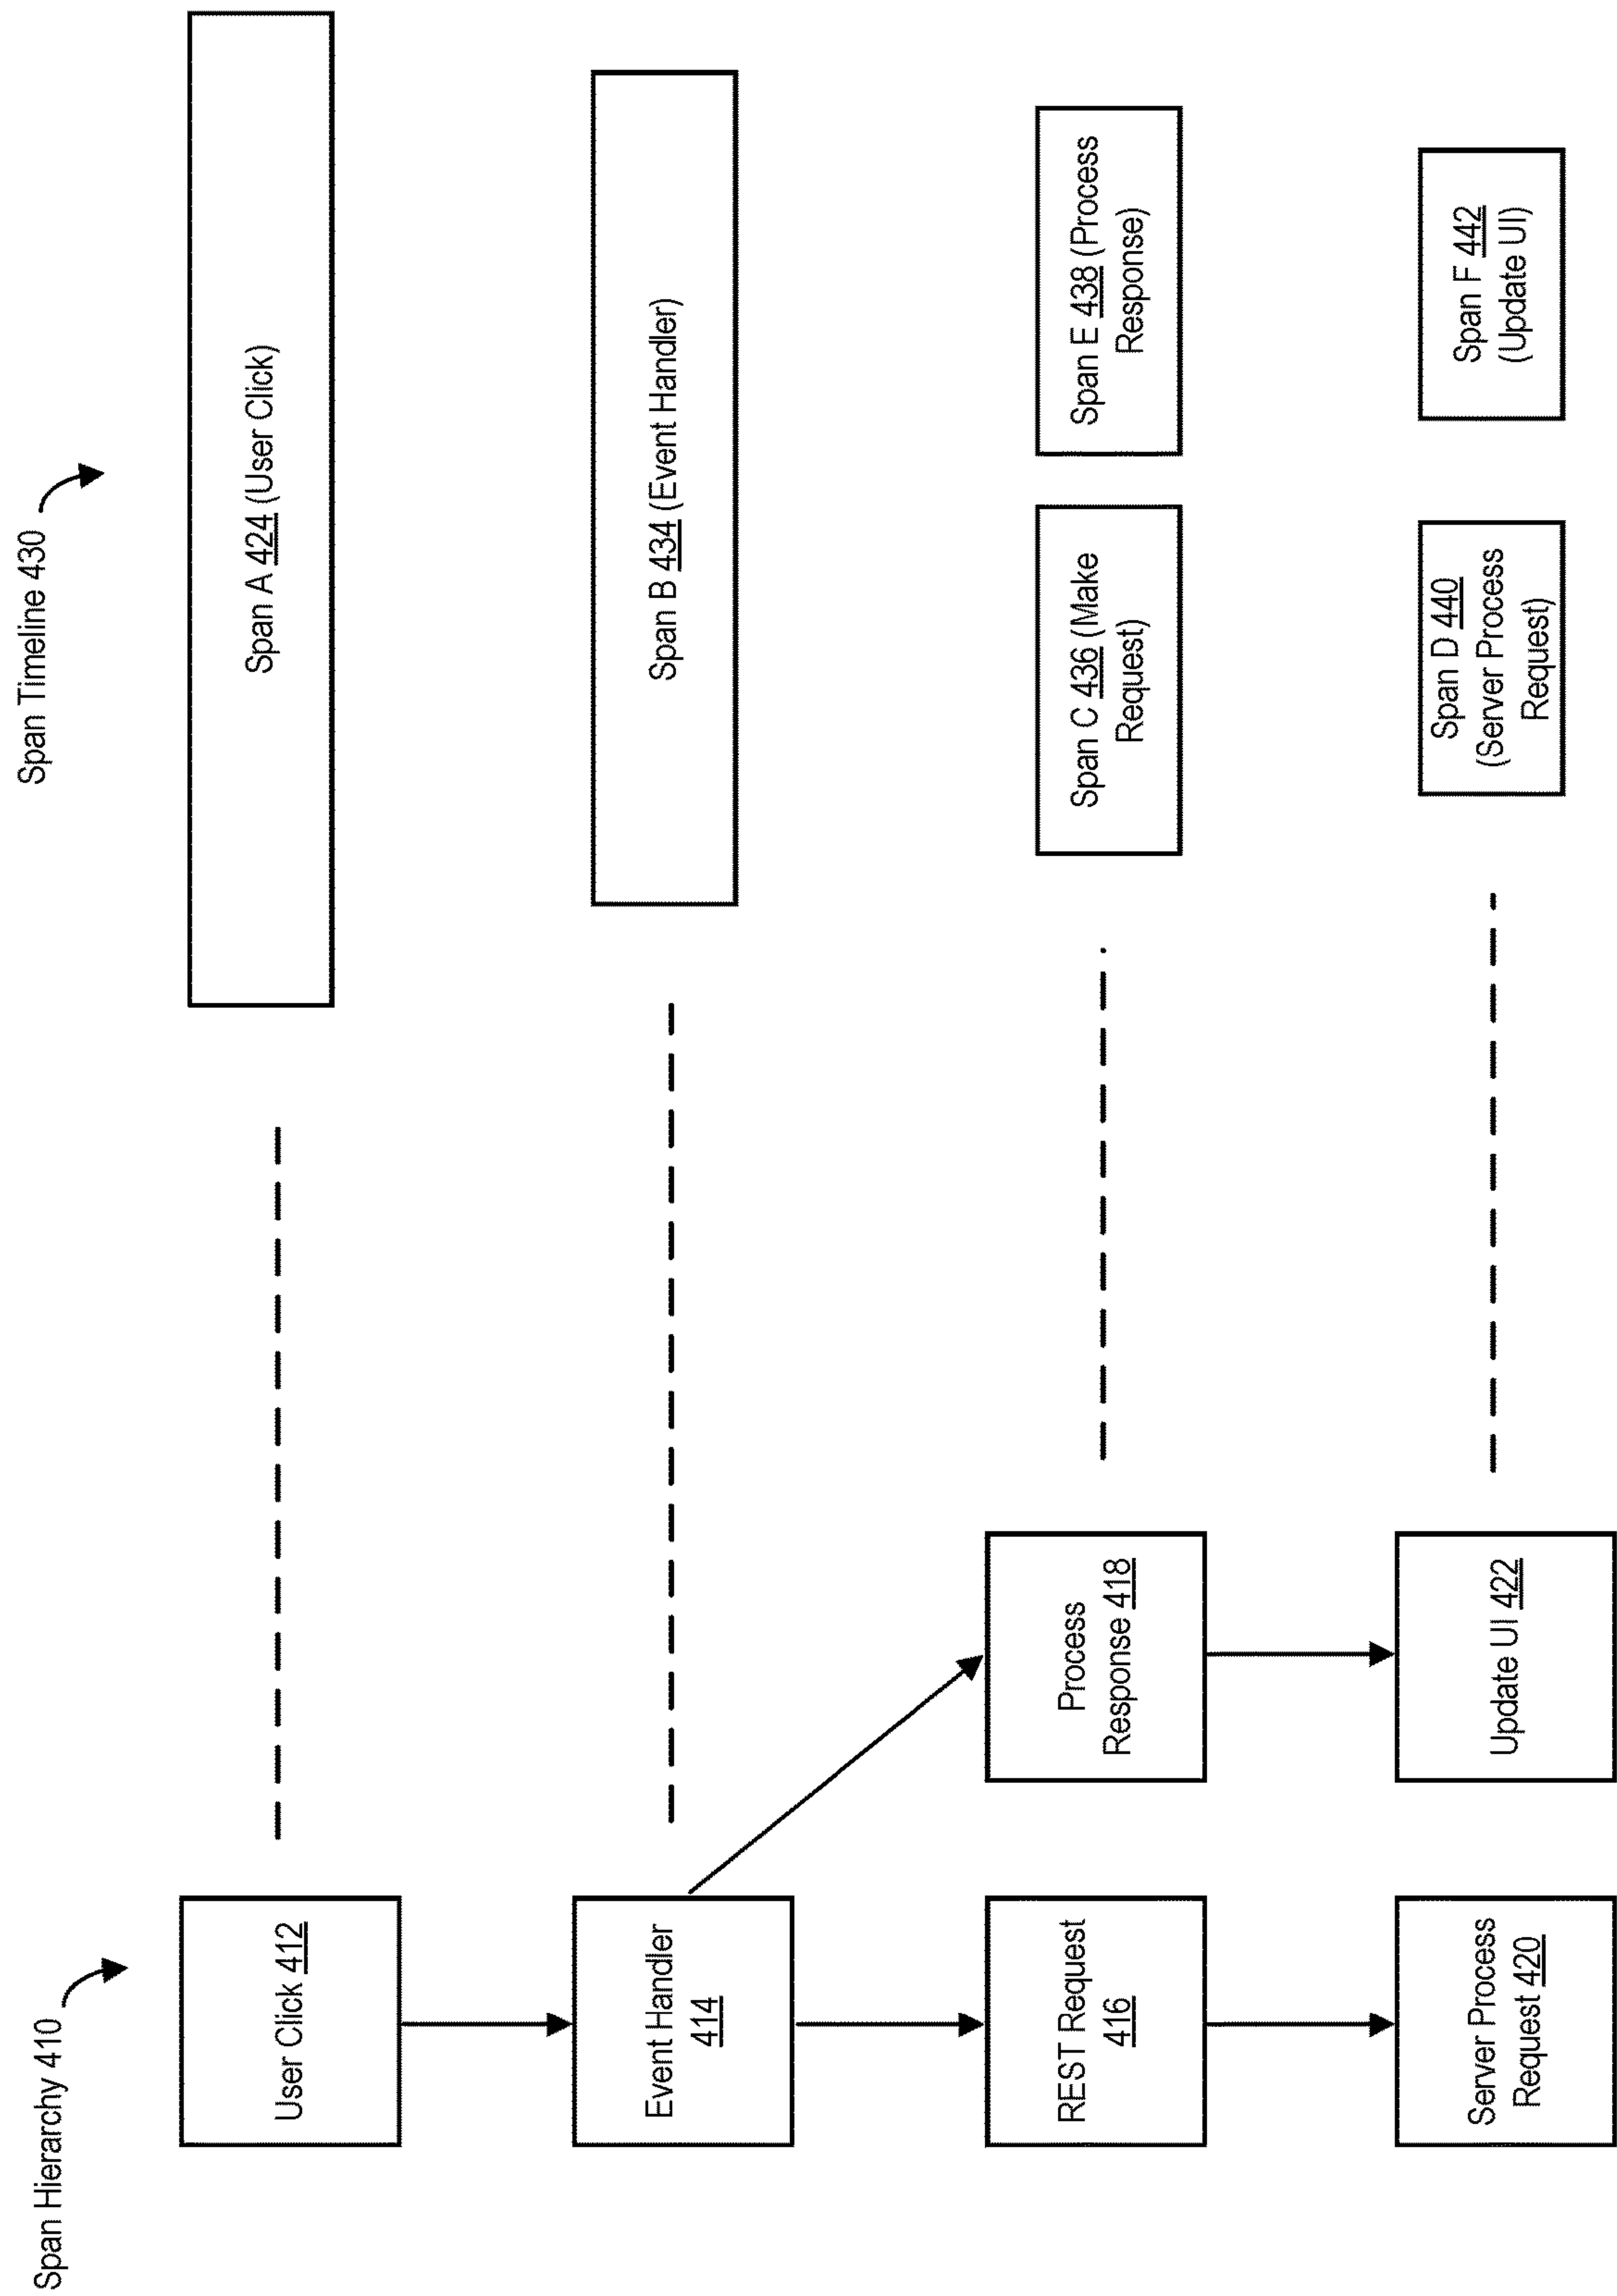 Span Hierarchy 410
Span Timeline 430
User Click 412
Span A 424 (User Click)
Event Handler
414
Span B 434 (Event Handler)
REST Request
416
Process
Response 418
Span C 436 (Make
Request)
Span E 438 (Process
Response)
Server Process
Request 420
Update UI 422
Span D 440
(Server Process
Request)
Span F 442
(Update UI)